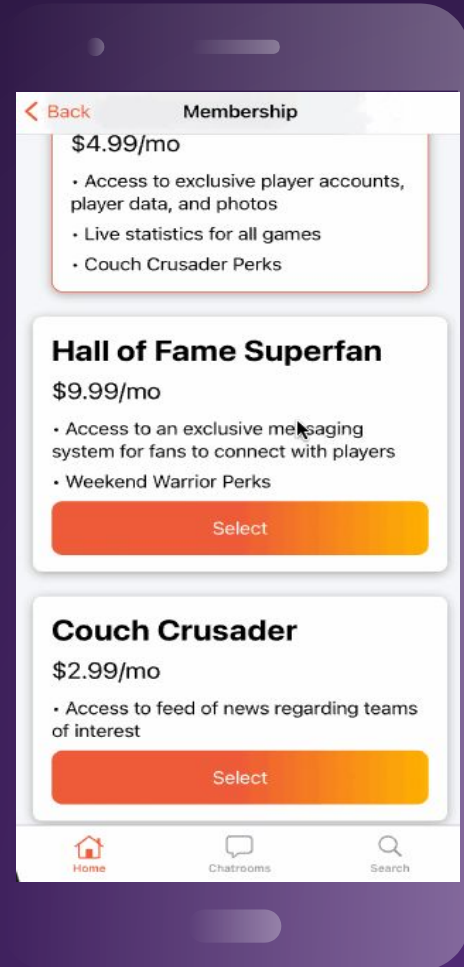 Back
Membership
$4.99/mo
• Access to exclusive player accounts,
player data, and photos
• Live statistics for all games
• Couch Crusader Perks
Hall of Fame Superfan
$9.99/mo
• Access to an exclusive messaging
system for fans to connect with players
• Weekend Warrior Perks
Select
Couch Crusader
$2.99/mo
• Access to feed of news regarding teams
of interest
Select
Home
Chatrooms
Search